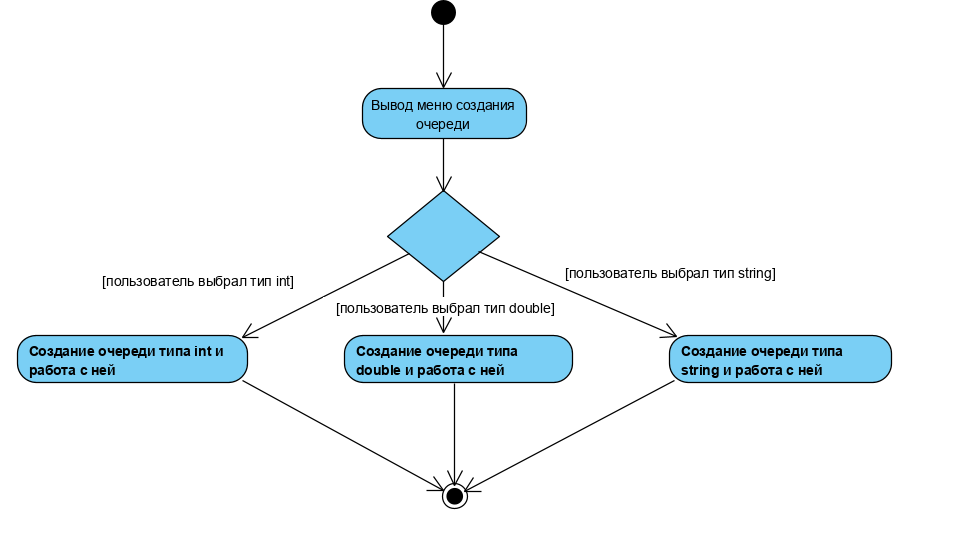 Вывод меню создания
очереди
[пользователь выбрал тип int]
[пользователь выбрал тип string]
[пользователь выбрал тип double]
Создание очереди типа int и
работа с ней
Создание очереди типа
double и работа с ней
Создание очереди типа
string и работа с ней